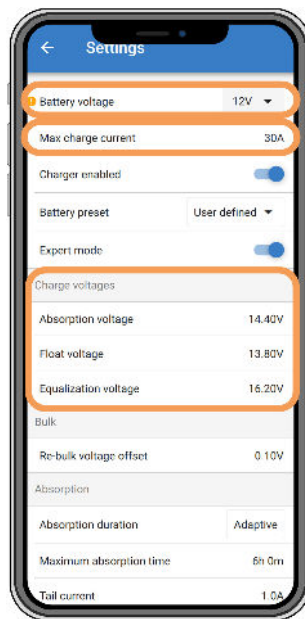 Settings
Battery voltage 12V
Max charge current 30A
Charger enabled
Battery preset User defined
Expert mode
Charge voltages
Absorption voltage 14.40V
Float voltage 13.80V
Equalization voltage 16.20V
Bulk
Re-bulk voltage offset 0.10V
Absorption
Absorption duration Adaptive
Maximum absorption time 6h 0m
Tail current 1.0A